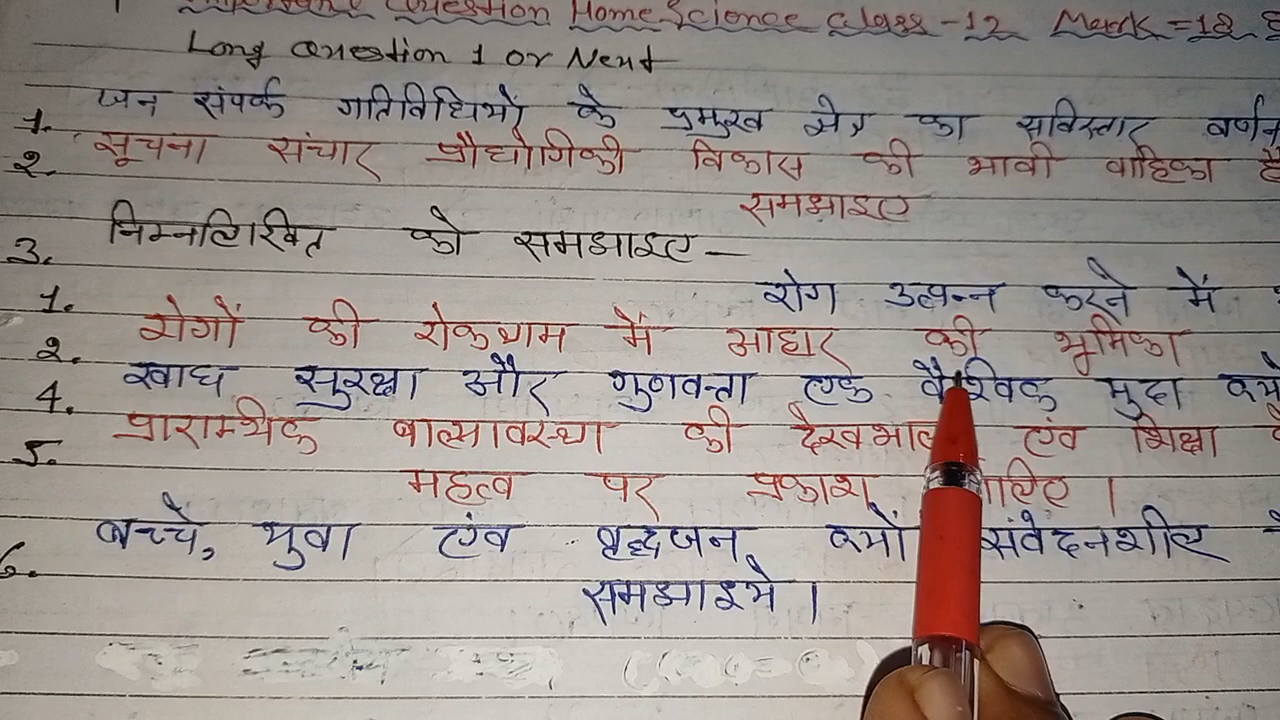 Question Home Science Class-12 Mark=18
Long Question 1 or Next
1. जन संपर्क गतिविधियों के प्रमुख क्षेत्र का सविस्तार वर्णन
2. सूचना संचार प्रौद्योगिकी विकास की भावी वाहिका है
समझाइए
3. निम्नलिखित को समझाइए—
1. रोग उत्पन्न करने में
2. रोगों की रोकथाम में आहार की भूमिका
4. खाद्य सुरक्षा और गुणवत्ता एक वैश्विक मुद्दा क्यों
5. प्रारम्भिक बाल्यावस्था की देखभाल एंव शिक्षा के
महत्व पर प्रकाश
6. बच्चे, युवा एंव वृद्धजन, क्यों संवेदनशील
समझाइये।